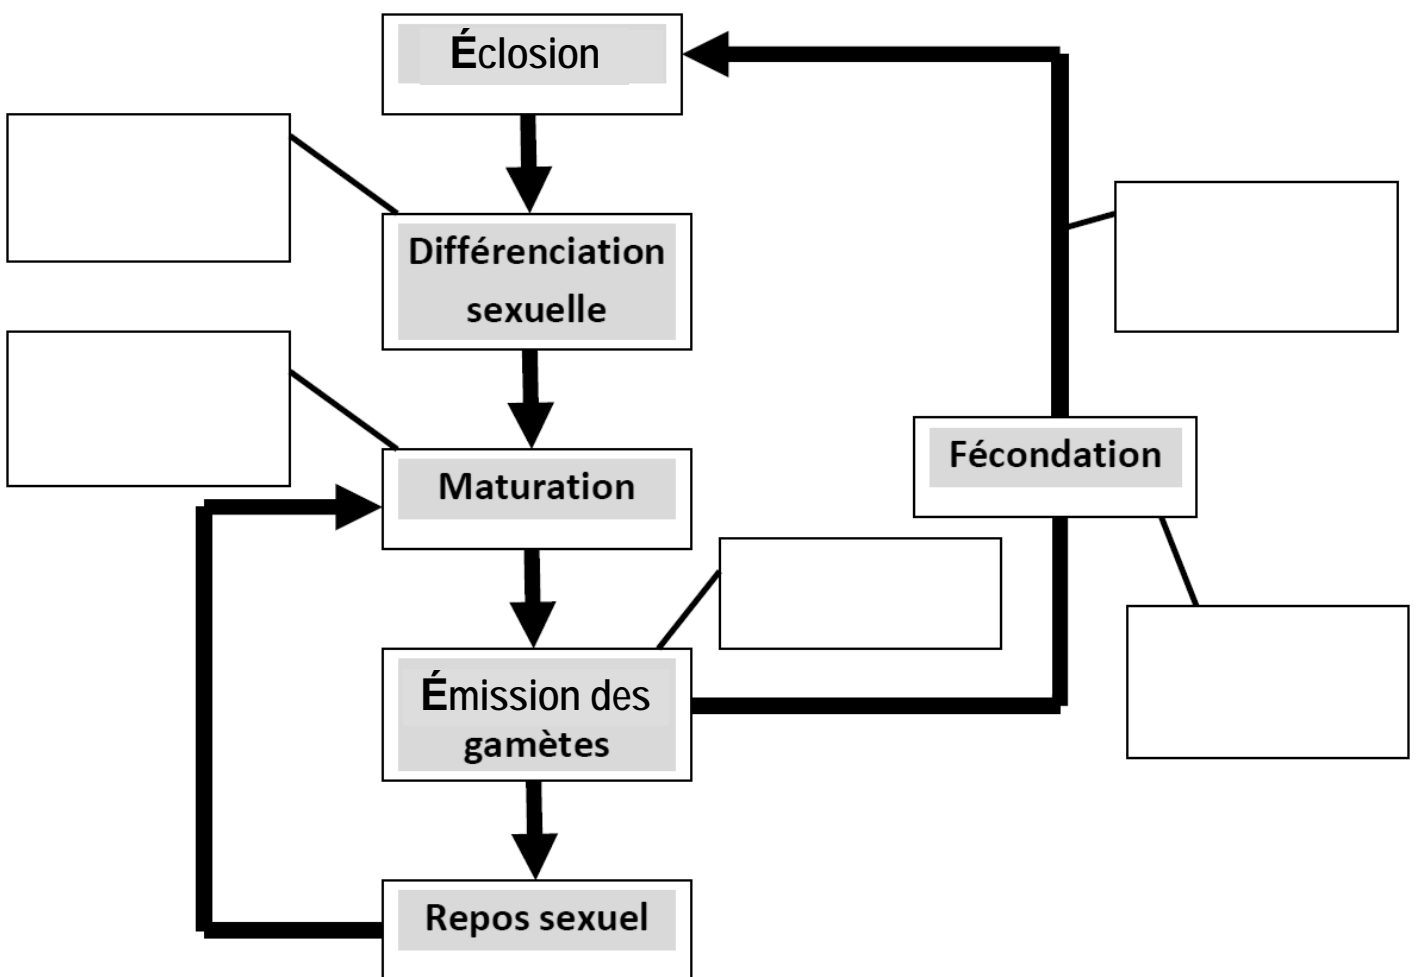 Éclosion
Différenciation
sexuelle
Maturation
Fécondation
Émission des
gamètes
Repos sexuel